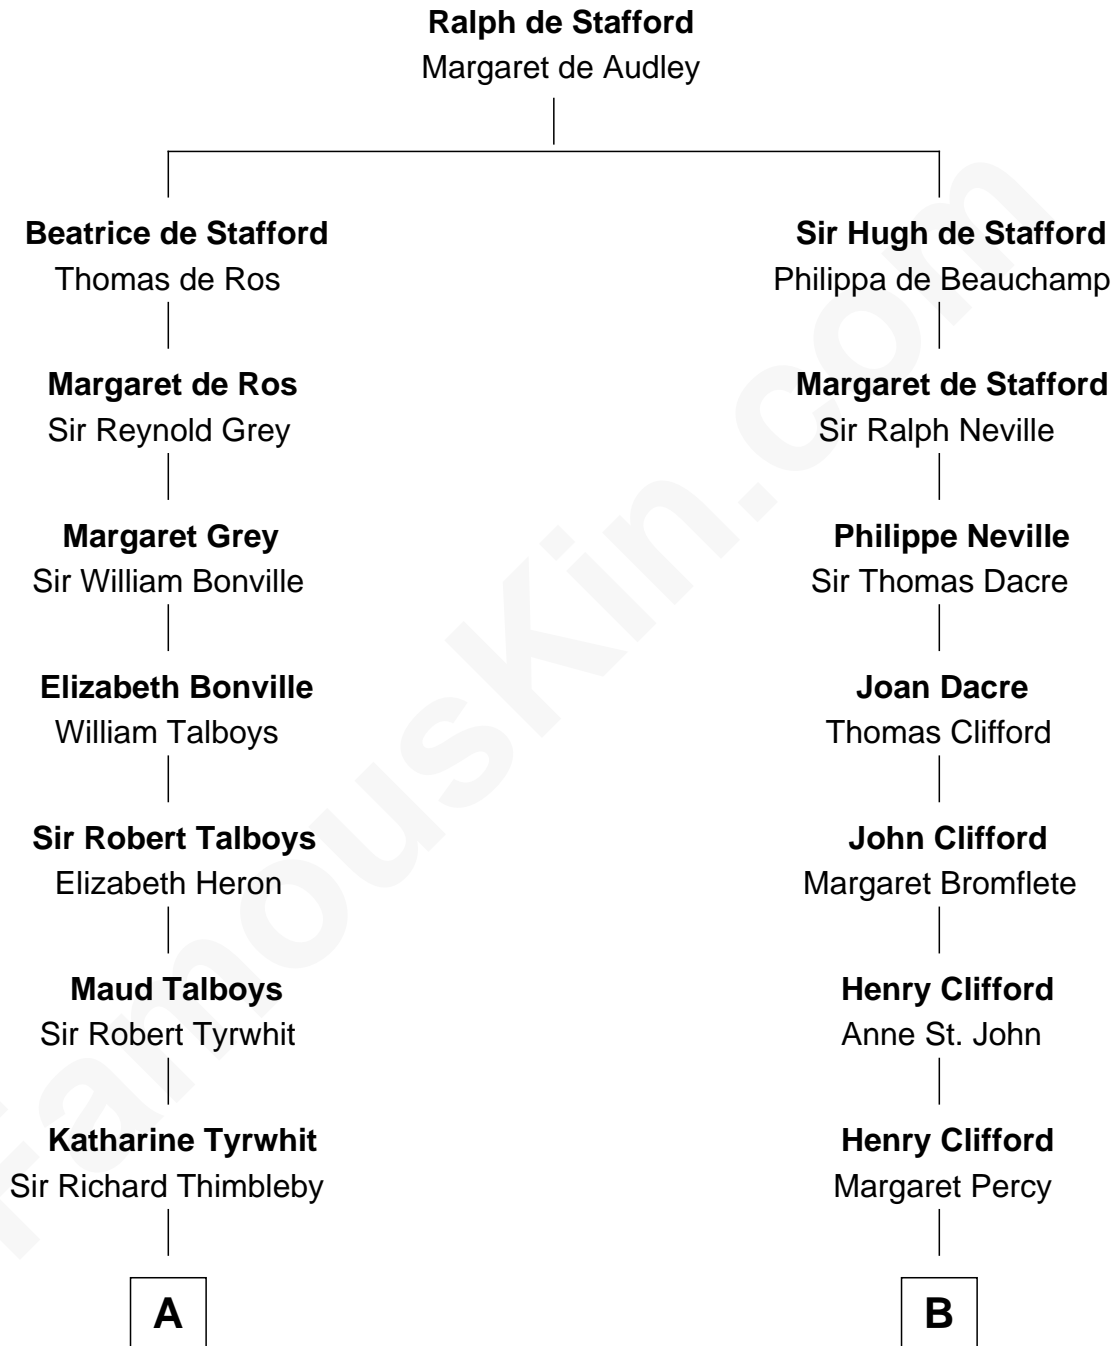 Ralph de Stafford
Margaret de Audley
Beatrice de Stafford
Thomas de Ros
Margaret de Ros
Sir Reynold Grey
Margaret Grey
Sir William Bonville
Elizabeth Bonville
William Talboys
Sir Robert Talboys
Elizabeth Heron
Maud Talboys
Sir Robert Tyrwhit
Katharine Tyrwhit
Sir Richard Thimbleby
A
Sir Hugh de Stafford
Philippa de Beauchamp
Margaret de Stafford
Sir Ralph Neville
Philippe Neville
Sir Thomas Dacre
Joan Dacre
Thomas Clifford
John Clifford
Margaret Bromflete
Henry Clifford
Anne St. John
Henry Clifford
Margaret Percy
B
FamousKin.com